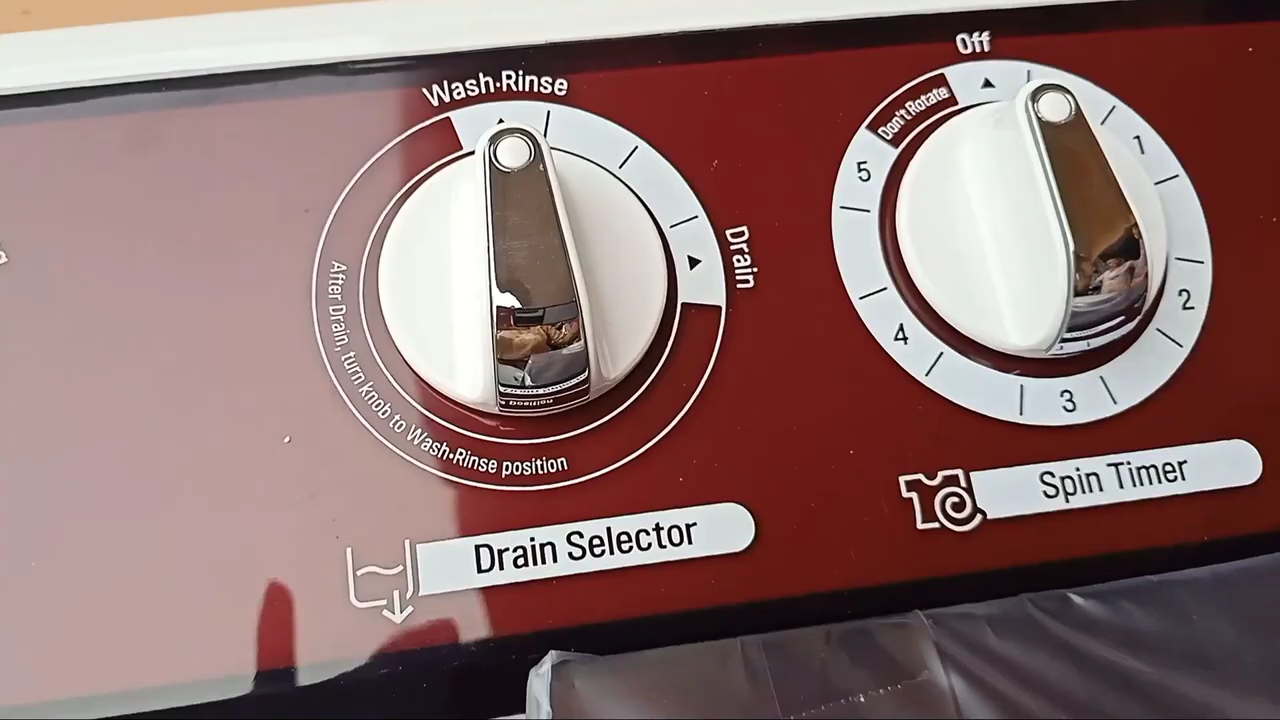 Wash·Rinse
Drain
After Drain, turn knob to Wash·Rinse position
Drain Selector
Off
Don't Rotate
1
2
3
4
5
Spin Timer